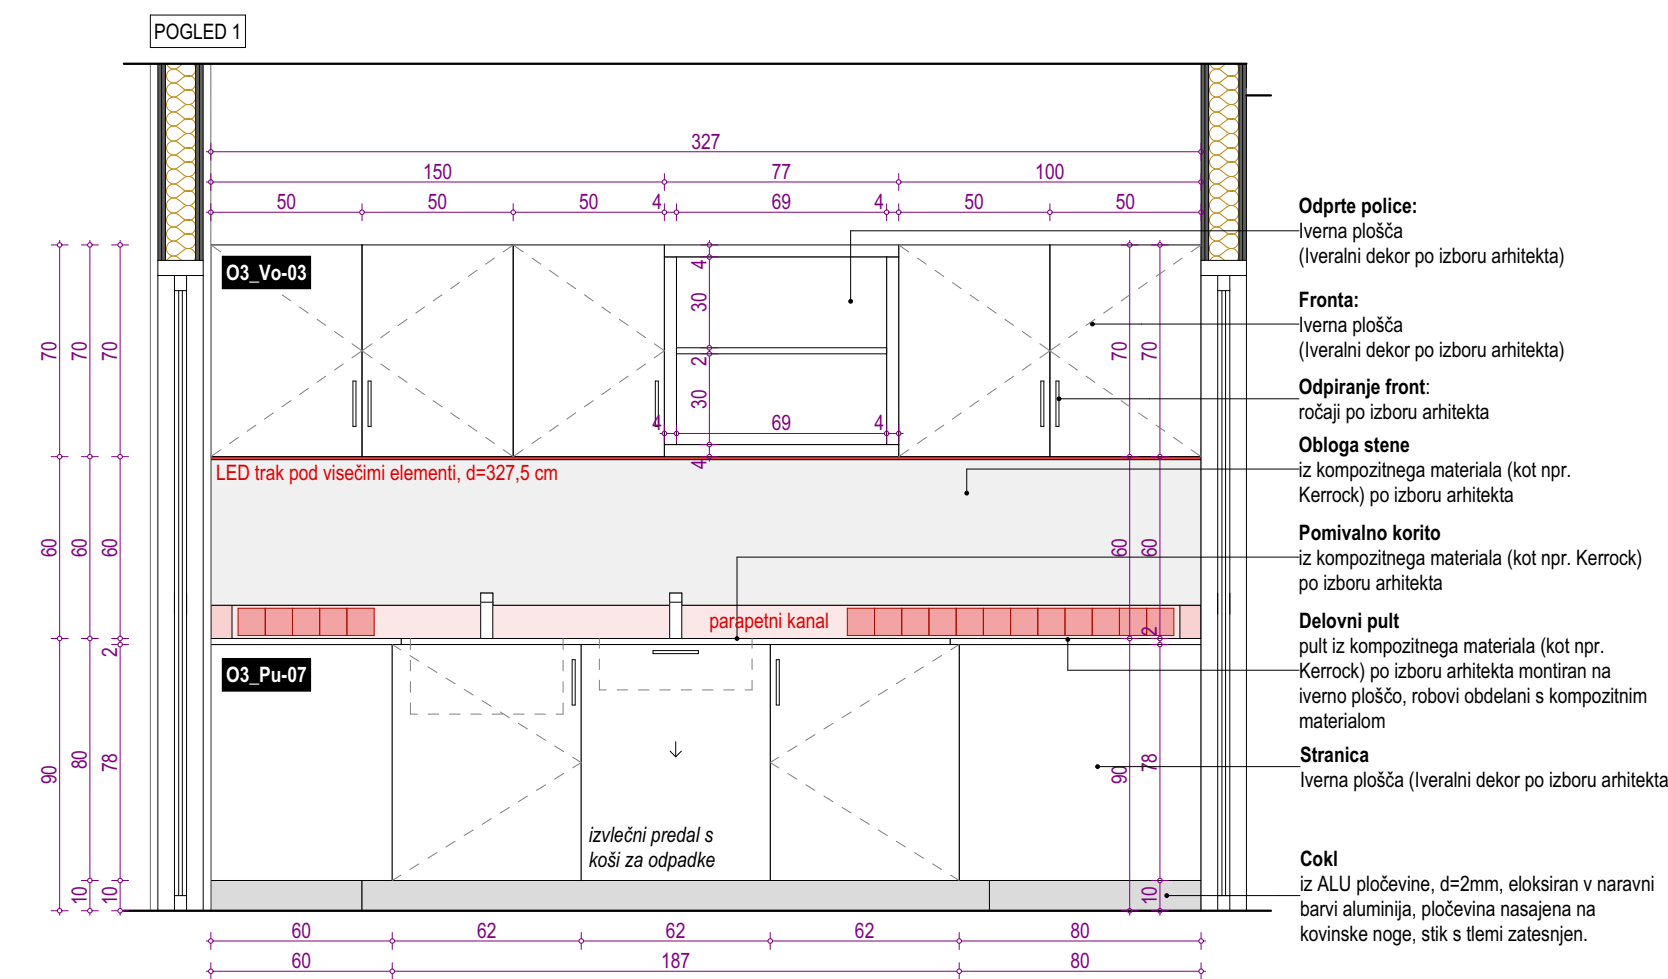 POGLED 1
327
150
77
100
50
50
50
4
69
4
50
50
O3_Vo-03
4
30
2
30
4
69
4
4
70
70
70
70
70
LED trak pod visečimi elementi, d=327,5 cm
60
60
60
60
60
parapetni kanal
2
2
O3_Pu-07
90
80
78
90
78
izvlečni predal s
koši za odpadke
10
10
10
60
62
62
62
80
60
187
80
Odprte police:
Iverna plošča
(Iveralni dekor po izboru arhitekta)
Fronta:
Iverna plošča
(Iveralni dekor po izboru arhitekta)
Odpiranje front:
ročaji po izboru arhitekta
Obloga stene
iz kompozitnega materiala (kot npr.
Kerrock) po izboru arhitekta
Pomivalno korito
iz kompozitnega materiala (kot npr. Kerrock)
po izboru arhitekta
Delovni pult
pult iz kompozitnega materiala (kot npr.
Kerrock) po izboru arhitekta montiran na
iverno ploščo, robovi obdelani s kompozitnim
materialom
Stranica
Iverna plošča (Iveralni dekor po izboru arhitekta
Cokl
iz ALU pločevine, d=2mm, eloksiran v naravni
barvi aluminija, pločevina nasajena na
kovinske noge, stik s tlemi zatesnjen.